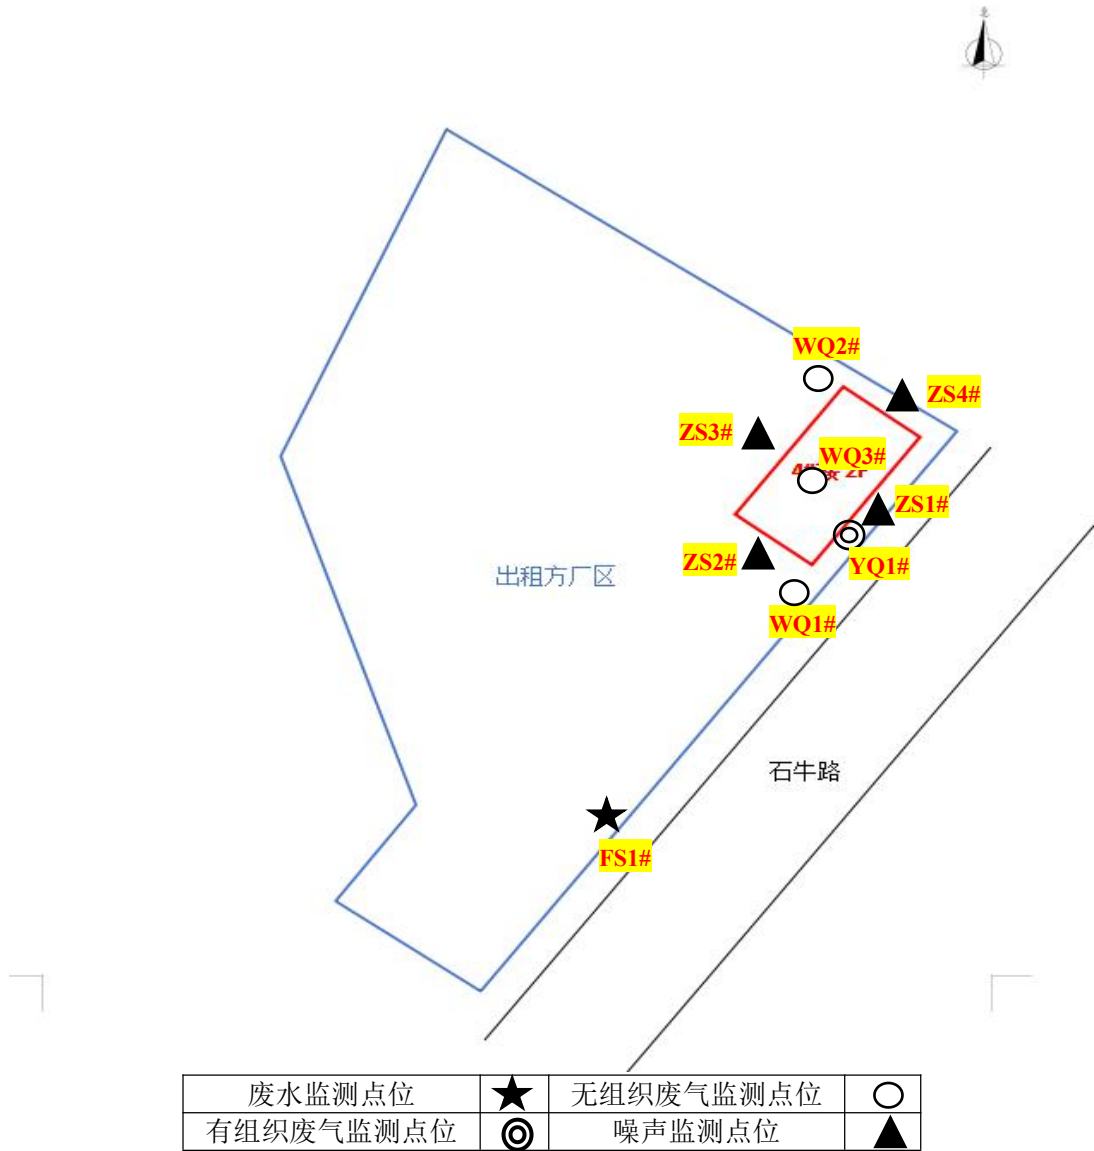 北
WQ2#
ZS4#
ZS3#
WQ3#
ZS1#
ZS2#
YQ1#
出租方厂区
WQ1#
石牛路
FS1#
废水监测点位 ★ 无组织废气监测点位 ○
有组织废气监测点位 ◎ 噪声监测点位 ▲